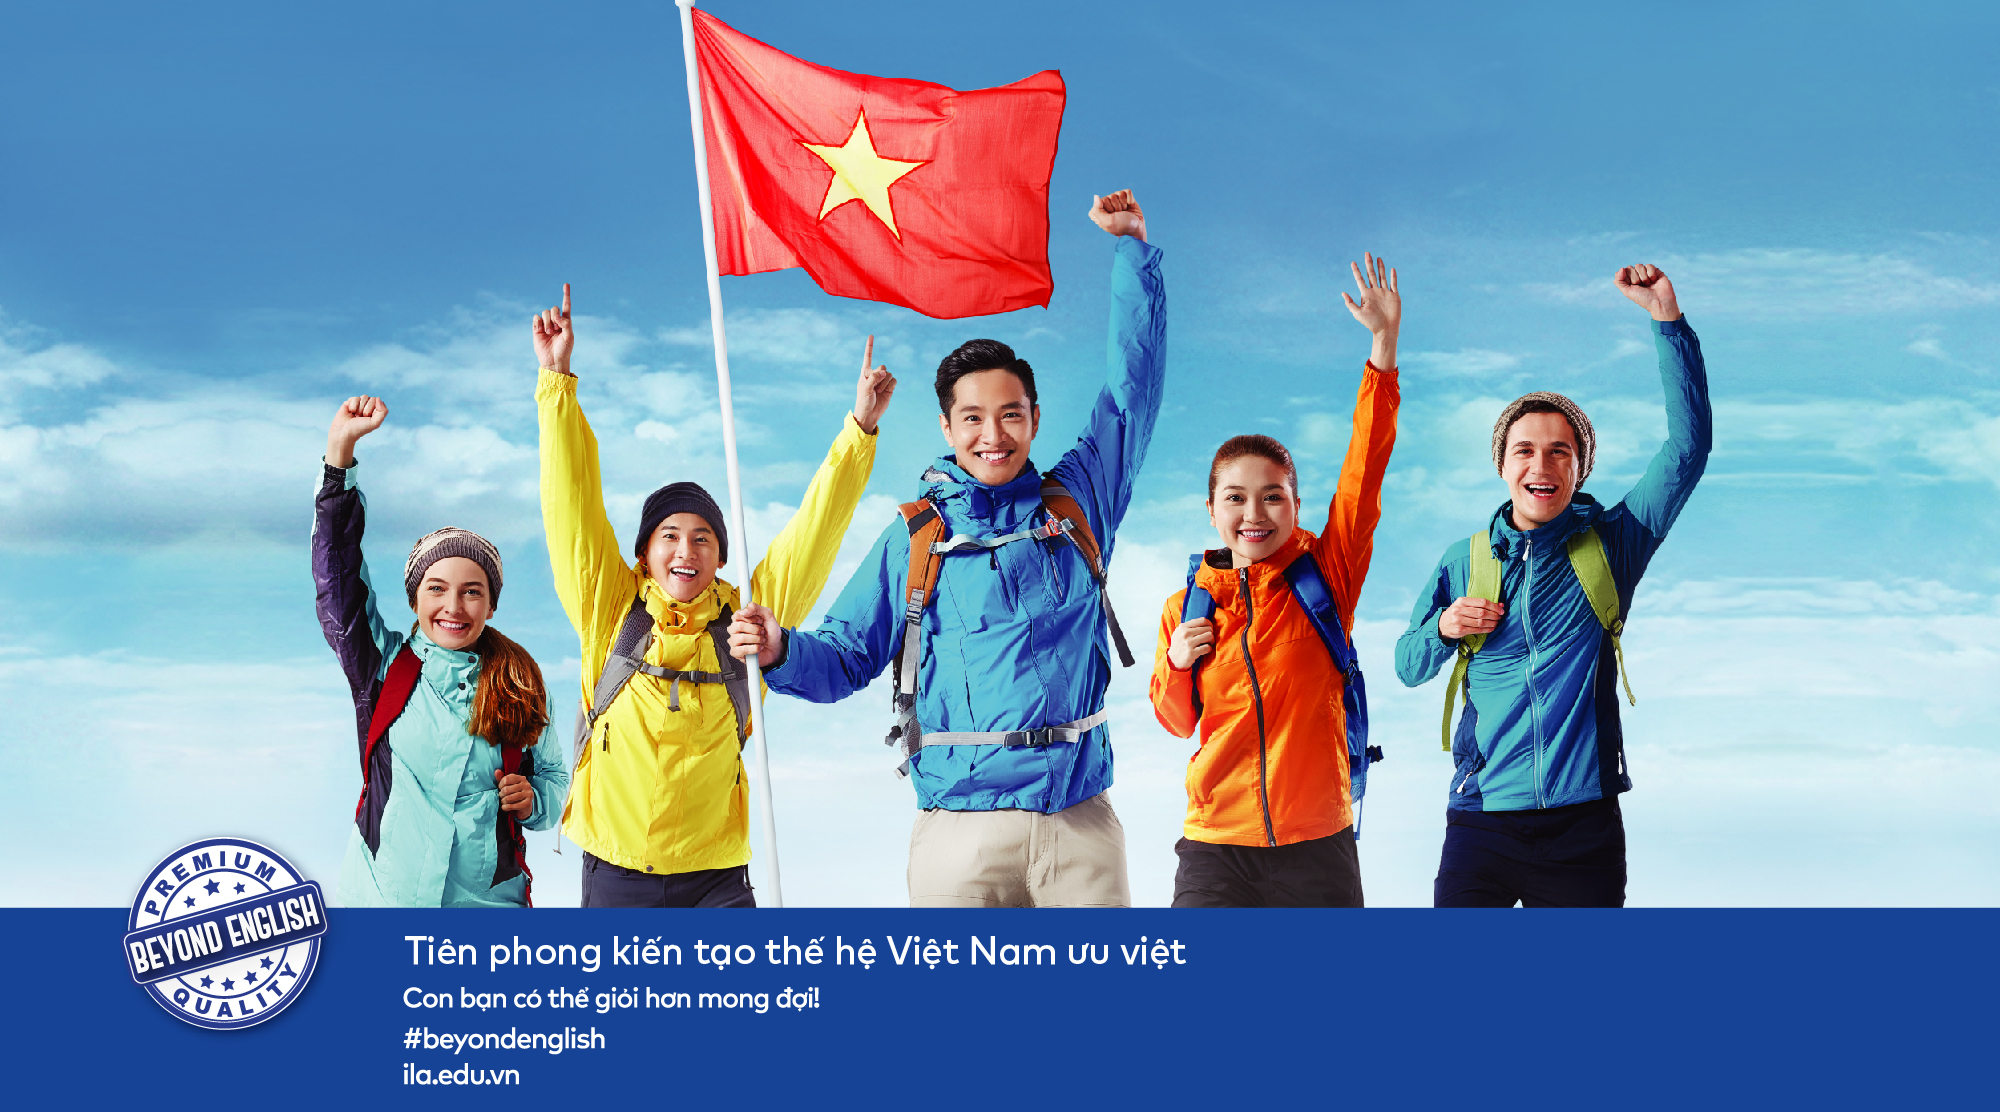 PREMIUM
BEYOND ENGLISH
QUALITY
Tiên phong kiến tạo thế hệ Việt Nam ưu việt
Con bạn có thể giỏi hơn mong đợi!
#beyondenglish
ila.edu.vn